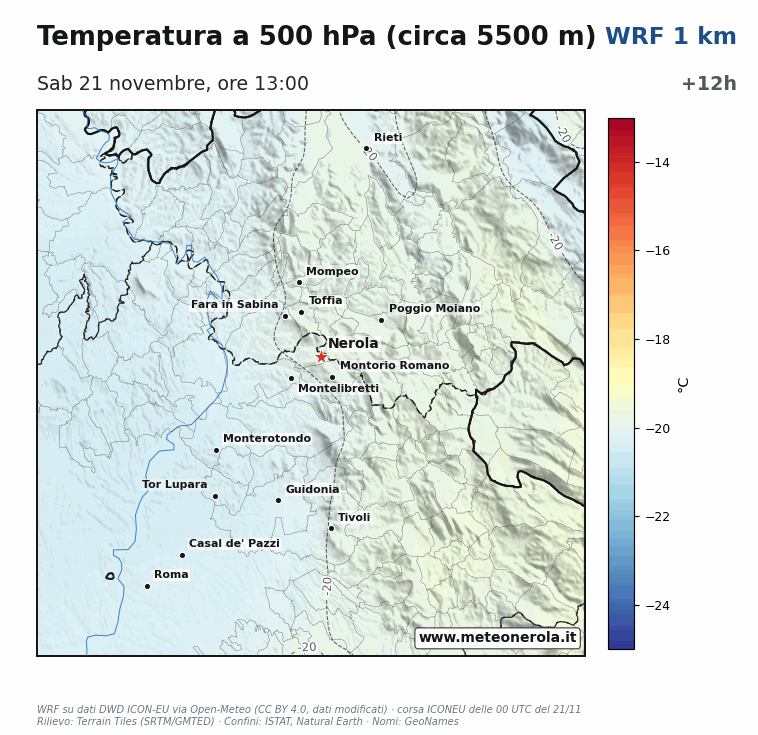 Temperatura a 500 hPa (circa 5500 m) WRF 1 km
Sab 21 novembre, ore 13:00 +12h
20
Rieti
20
-20
Mompeo
Toffia
Fara in Sabina
Poggio Moiano
Nerola
Montorio Romano
Montelibretti
Monterotondo
Tor Lupara
Guidonia
Tivoli
Casal de' Pazzi
Roma
-20
-20
www.meteonerola.it
−14
−16
−18
−20
−22
−24
°C
WRF su dati DWD ICON-EU via Open-Meteo (CC BY 4.0, dati modificati) · corsa ICONEU delle 00 UTC del 21/11
Rilievo: Terrain Tiles (SRTM/GMTED) · Confini: ISTAT, Natural Earth · Nomi: GeoNames